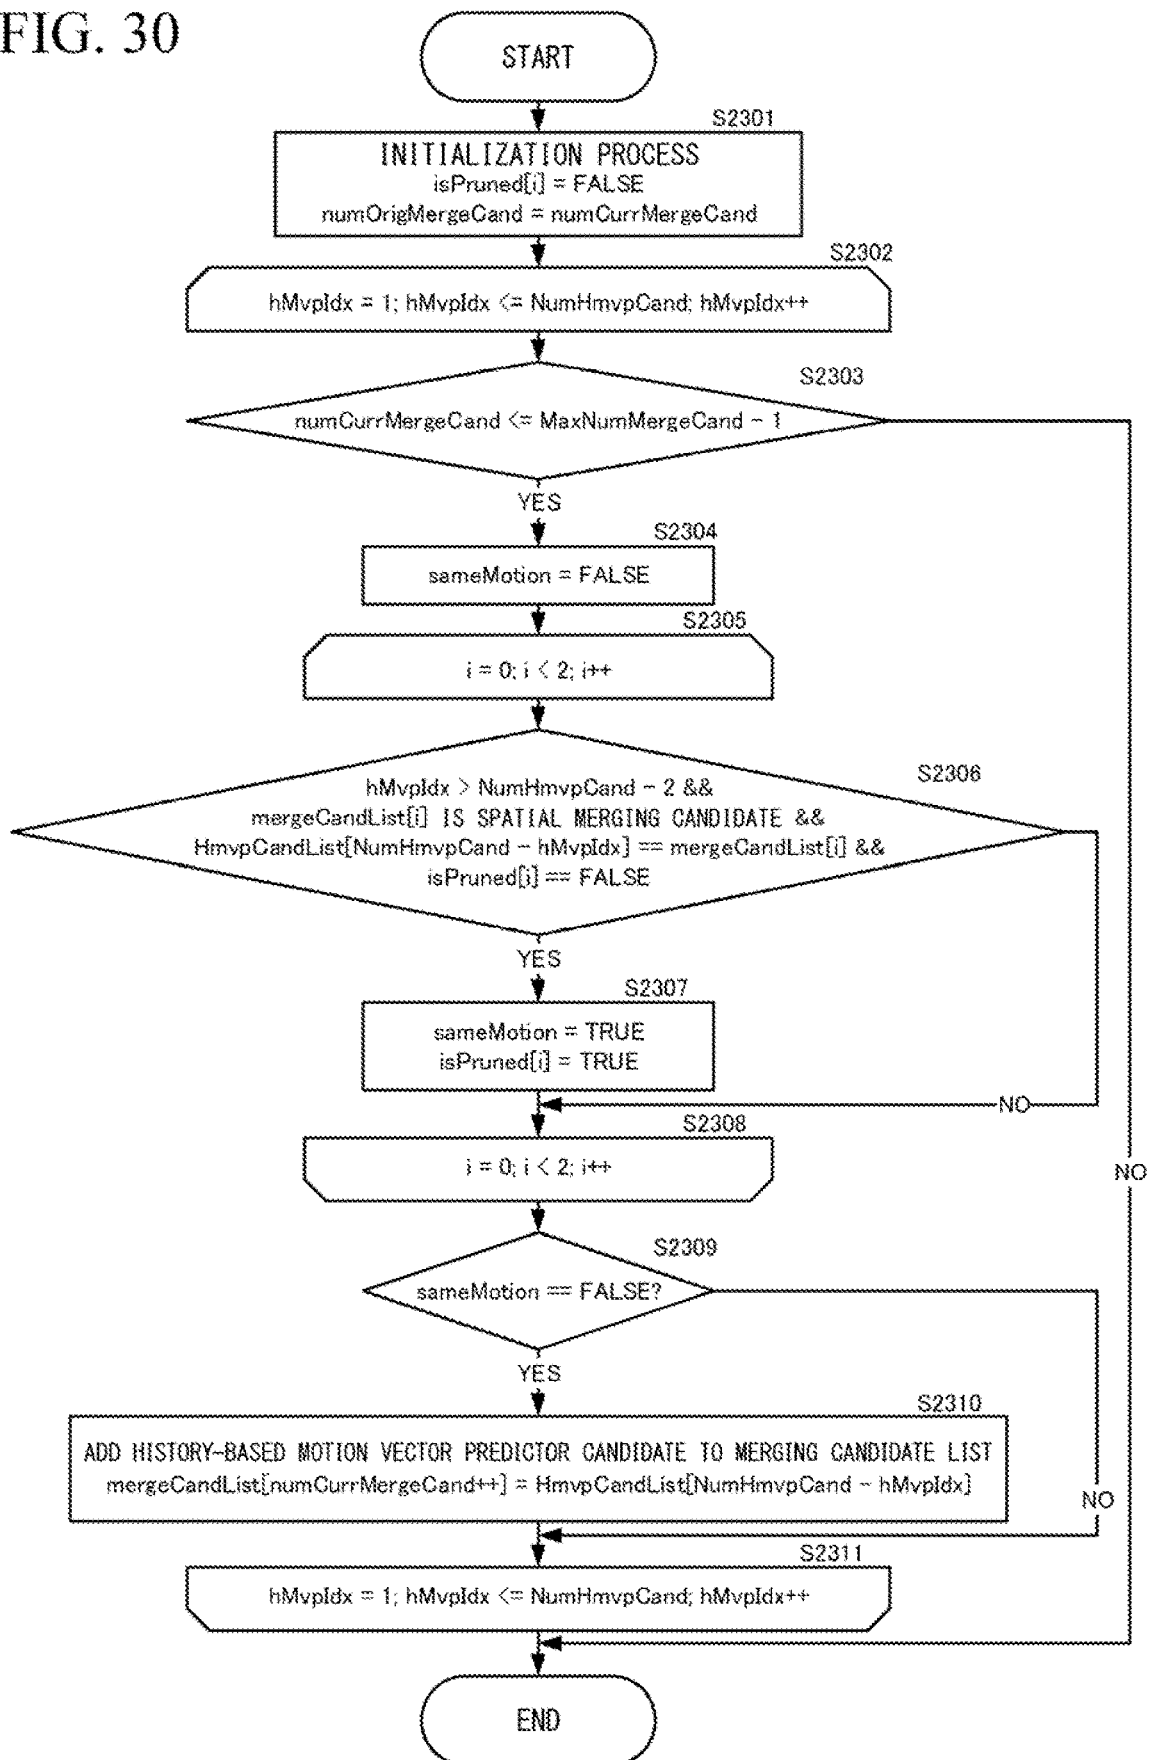 FIG. 30
START
S2301
INITIALIZATION PROCESS
isPruned[i] = FALSE
numOrigMergeCand = numCurrMergeCand
S2302
hMvpIdx = 1; hMvpIdx <= NumHmvpCand; hMvpIdx++
S2303
numCurrMergeCand <= MaxNumMergeCand - 1
YES
S2304
sameMotion = FALSE
S2305
i = 0; i < 2; i++
S2306
hMvpIdx > NumHmvpCand - 2 &&
mergeCandList[i] IS SPATIAL MERGING CANDIDATE &&
HmvpCandList[NumHmvpCand - hMvpIdx] == mergeCandList[i] &&
isPruned[i] == FALSE
YES
S2307
sameMotion = TRUE
isPruned[i] = TRUE
NO
S2308
i = 0; i < 2; i++
NO
S2309
sameMotion == FALSE?
YES
S2310
ADD HISTORY-BASED MOTION VECTOR PREDICTOR CANDIDATE TO MERGING CANDIDATE LIST
mergeCandList[numCurrMergeCand++] = HmvpCandList[NumHmvpCand - hMvpIdx]
NO
S2311
hMvpIdx = 1; hMvpIdx <= NumHmvpCand; hMvpIdx++
END